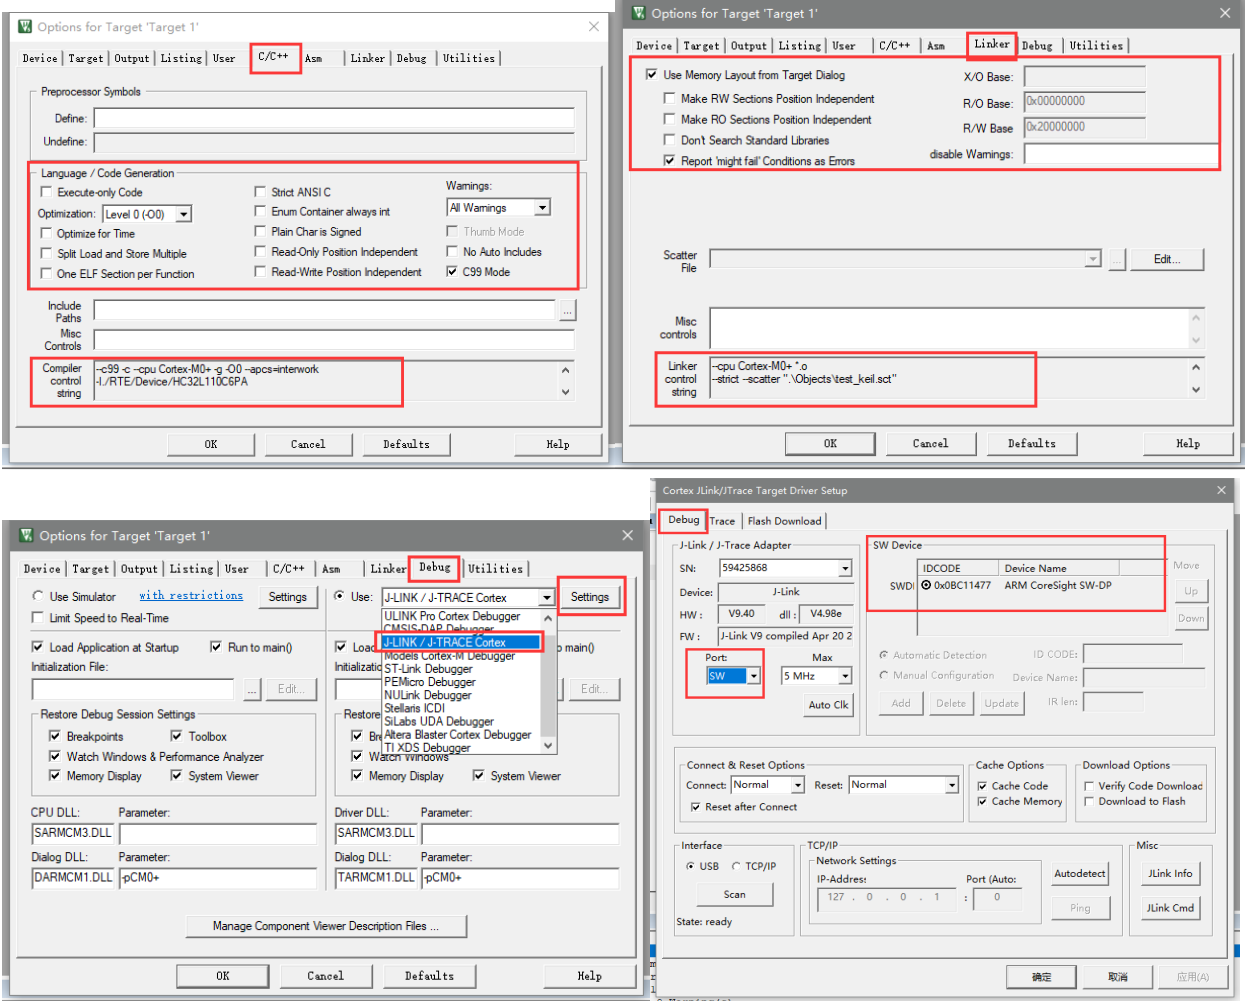 Options for Target 'Target 1'
Device Target Output Listing User C/C++ Asm Linker Debug Utilities
Preprocessor Symbols
Define:
Undefine:
Language / Code Generation
Execute-only Code
Optimization: Level 0 (-O0)
Optimize for Time
Split Load and Store Multiple
One ELF Section per Function
Strict ANSI C
Enum Container always int
Plain Char is Signed
Read-Only Position Independent
Read-Write Position Independent
Warnings:
All Warnings
Thumb Mode
No Auto Includes
C99 Mode
Include
Paths
...
Misc
Controls
Compiler
control
string
--c99 -c --cpu Cortex-M0+ -g -O0 --apcs=interwork
-I./RTE/Device/HC32L110C6PA
OK Cancel Defaults Help
Options for Target 'Target 1'
Device Target Output Listing User C/C++ Asm Linker Debug Utilities
Use Memory Layout from Target Dialog
Make RW Sections Position Independent
Make RO Sections Position Independent
Don't Search Standard Libraries
Report 'might fail' Conditions as Errors
X/O Base:
R/O Base: 0x00000000
R/W Base 0x20000000
disable Warnings:
Scatter
File
... Edit...
Misc
controls
Linker
control
string
--cpu Cortex-M0+ *.o
--strict --scatter ".\Objects\test_keil.sct"
OK Cancel Defaults Help
Options for Target 'Target 1'
Device Target Output Listing User C/C++ Asm Linker Debug Utilities
Use Simulator with restrictions Settings
Limit Speed to Real-Time
Load Application at Startup Run to main()
Initialization File:
... Edit...
Restore Debug Session Settings
Breakpoints Toolbox
Watch Windows & Performance Analyzer
Memory Display System Viewer
CPU DLL: Parameter:
SARMCM3.DLL
Dialog DLL: Parameter:
DARMCM1.DLL -pCM0+
Use: J-LINK / J-TRACE Cortex Settings
ULINK Pro Cortex Debugger
CMSIS-DAP Debugger
J-LINK / J-TRACE Cortex
Models Cortex-M Debugger
ST-Link Debugger
PEMicro Debugger
NULink Debugger
Stellaris ICDI
SiLabs UDA Debugger
Altera Blaster Cortex Debugger
TI XDS Debugger
Edit...
Watch Windows
Memory Display System Viewer
Driver DLL: Parameter:
SARMCM3.DLL
Dialog DLL: Parameter:
TARMCM1.DLL -pCM0+
Manage Component Viewer Description Files ...
OK Cancel Defaults Help
Cortex JLink/JTrace Target Driver Setup
Debug Trace Flash Download
J-Link / J-Trace Adapter
SN: 59425868
Device: J-Link
HW : V9.40 dll : V4.98e
FW : J-Link V9 compiled Apr 20 2
Port: Max
SW 5 MHz
Auto Clk
SW Device
IDCODE Device Name
SWDI 0x0BC11477 ARM CoreSight SW-DP
Move
Up
Down
Automatic Detection ID CODE:
Manual Configuration Device Name:
Add Delete Update IR len:
Connect & Reset Options
Connect: Normal Reset: Normal
Reset after Connect
Cache Options
Cache Code
Cache Memory
Download Options
Verify Code Download
Download to Flash
Interface
USB TCP/IP
Scan
State: ready
TCP/IP
Network Settings
IP-Address: Port (Auto:
127 . 0 . 0 . 1 : 0
Autodetect
Ping
Misc
JLink Info
JLink Cmd
确定 取消 应用(A)